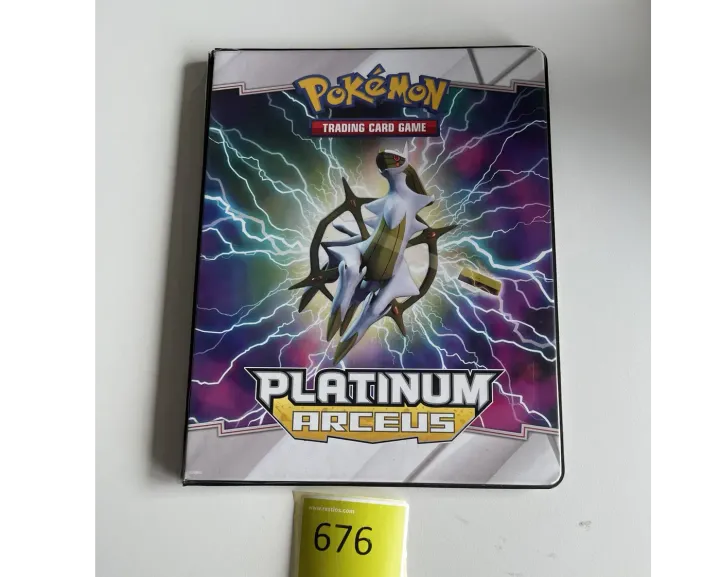 POKéMON
TRADING CARD GAME
PLATINUM
ARCEUS
676